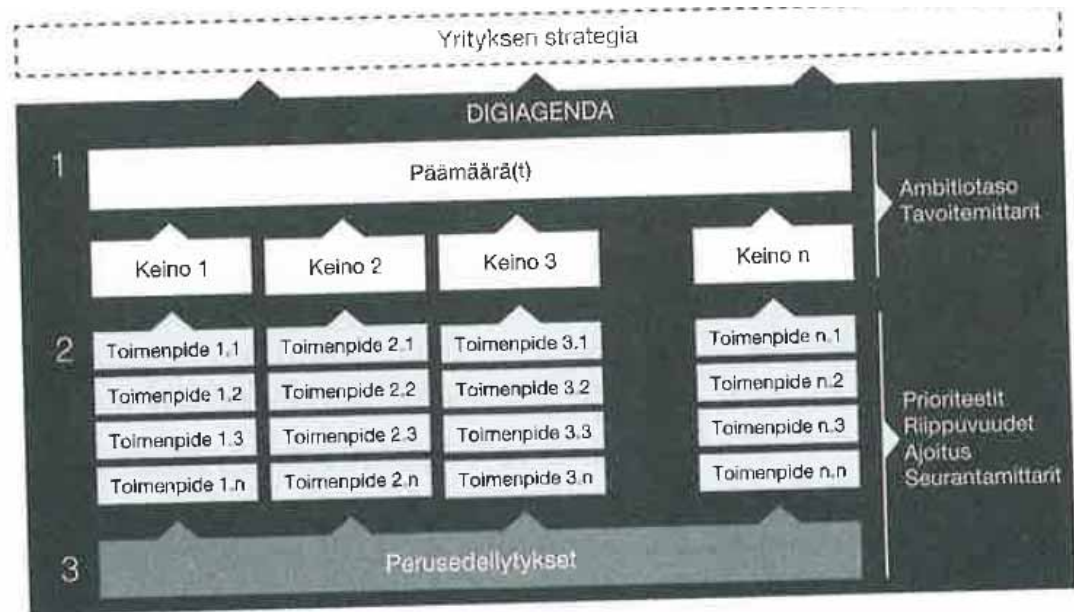 Yrityksen strategia
DIGIAGENDA
1
Päämäärä(t)
Ambitiotaso
Tavoitemittarit
Keino 1
Keino 2
Keino 3
Keino n
2
Toimenpide 1.1
Toimenpide 2.1
Toimenpide 3.1
Toimenpide n.1
Toimenpide 1.2
Toimenpide 2.2
Toimenpide 3.2
Toimenpide n.2
Toimenpide 1.3
Toimenpide 2.3
Toimenpide 3.3
Toimenpide n.3
Toimenpide 1.n
Toimenpide 2.n
Toimenpide 3.n
Toimenpide n.n
Prioriteetit
Riippuvuudet
Ajoitus
Seurantamittarit
3
Perusedellytykset